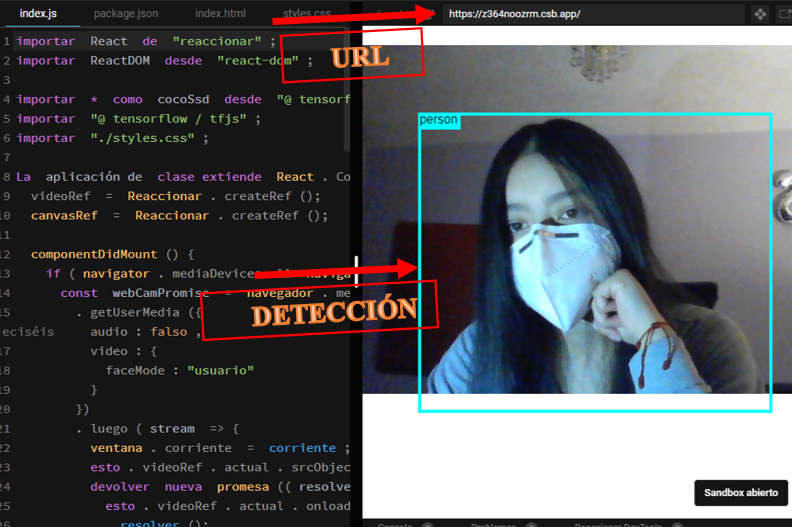 index.js package.json index.html styles.css
https://z364noozrm.csb.app/
1 importar React de "reaccionar" ;
2 importar ReactDOM desde "react-dom" ;
3
4 importar * como cocoSsd desde "@ tensorf
5 importar "@ tensorflow / tfjs" ;
6 importar "./styles.css" ;
7
8 La aplicación de clase extiende React . Co
9 videoRef = Reaccionar . createRef ();
10 canvasRef = Reaccionar . createRef ();
11
12 componentDidMount () {
13 if ( navigator . mediaDevices
14 const webCamPromise = navegador . me
15 . getUserMedia ({
eciséis audio : falso ,
17 video : {
18 faceMode : "usuario"
19 }
20 })
21 . luego ( stream => {
22 ventana . corriente = corriente ;
23 esto . videoRef . actual . srcObjec
24 devolver nueva promesa (( resolve
25 esto . videoRef . actual . onload
resolver ();
URL
DETECCIÓN
person
Sandbox abierto
Consola Problemas Reaccionar DevTools